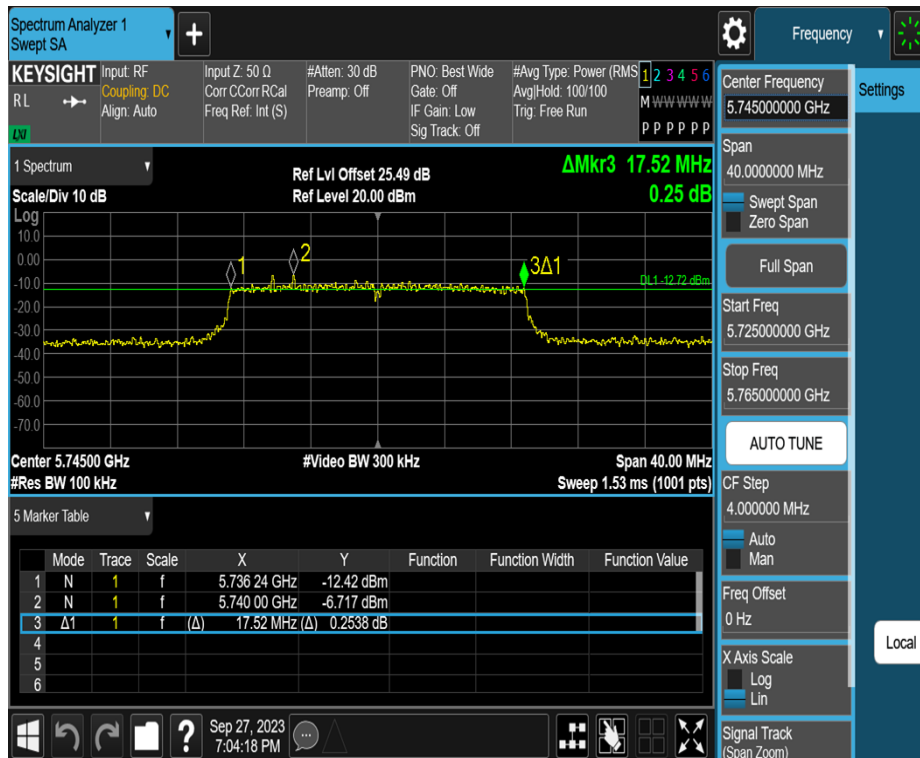 Spectrum Analyzer 1
Swept SA
Frequency
KEYSIGHT
R L
LXI
Input: RF
Coupling: DC
Align: Auto
Input Z: 50 Ω
Corr CCorr RCal
Freq Ref: Int (S)
#Atten: 30 dB
Preamp: Off
PNO: Best Wide
Gate: Off
IF Gain: Low
Sig Track: Off
#Avg Type: Power (RMS
Avg|Hold: 100/100
Trig: Free Run
1 2 3 4 5 6
M W W W W W
P P P P P P
1 Spectrum
Scale/Div 10 dB
Ref Lvl Offset 25.49 dB
Ref Level 20.00 dBm
ΔMkr3 17.52 MHz
0.25 dB
Log
10.0
0.00
-10.0
-20.0
-30.0
-40.0
-50.0
-60.0
-70.0
1
2
3Δ1
DL1 -12.72 dBm
Center 5.74500 GHz
#Res BW 100 kHz
#Video BW 300 kHz
Span 40.00 MHz
Sweep 1.53 ms (1001 pts)
5 Marker Table
Mode Trace Scale X Y Function Function Width Function Value
1 N 1 f 5.736 24 GHz -12.42 dBm
2 N 1 f 5.740 00 GHz -6.717 dBm
3 Δ1 1 f (Δ) 17.52 MHz (Δ) 0.2538 dB
4
5
6
Sep 27, 2023
7:04:18 PM
Center Frequency
5.745000000 GHz
Settings
Span
40.0000000 MHz
Swept Span
Zero Span
Full Span
Start Freq
5.725000000 GHz
Stop Freq
5.765000000 GHz
AUTO TUNE
CF Step
4.000000 MHz
Auto
Man
Freq Offset
0 Hz
Local
X Axis Scale
Log
Lin
Signal Track
(Span Zoom)